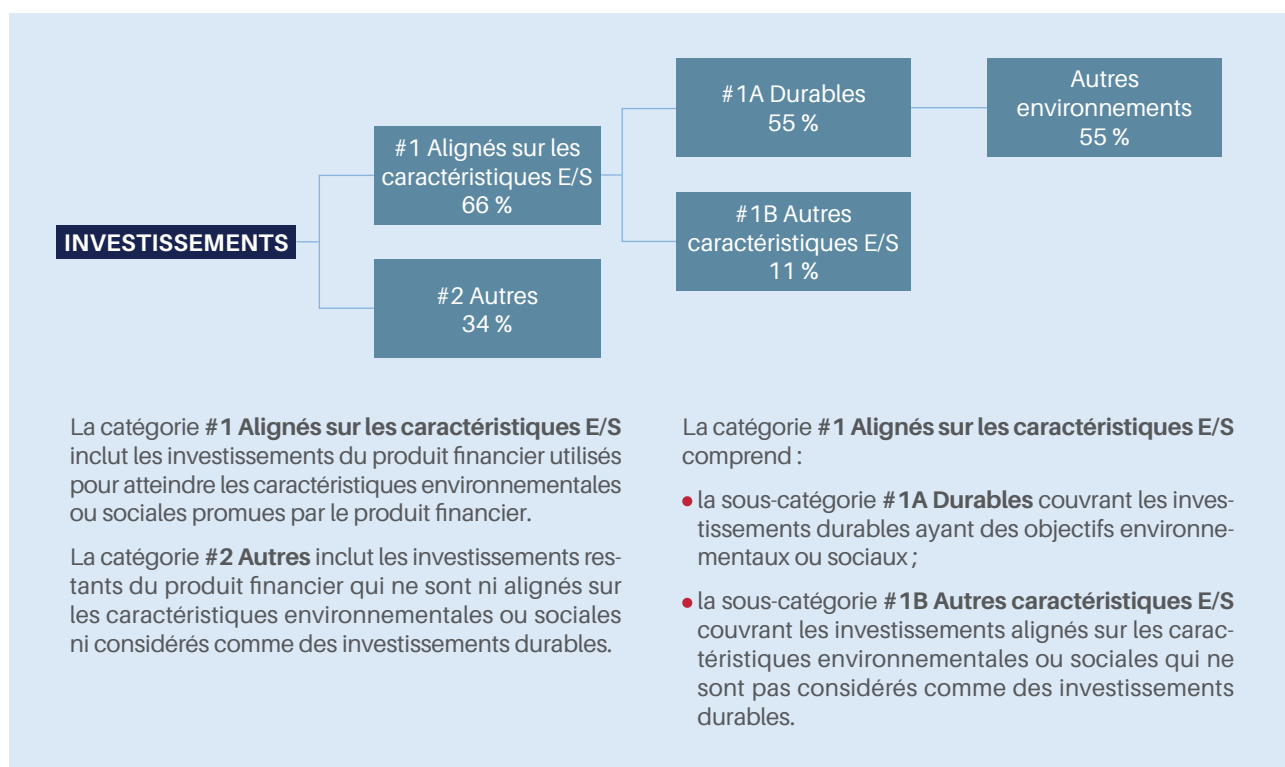 INVESTISSEMENTS
#1 Alignés sur les
caractéristiques E/S
66 %
#2 Autres
34 %
#1A Durables
55 %
#1B Autres
caractéristiques E/S
11 %
Autres
environnements
55 %
La catégorie #1 Alignés sur les caractéristiques E/S
inclut les investissements du produit financier utilisés
pour atteindre les caractéristiques environnementales
ou sociales promues par le produit financier.
La catégorie #2 Autres inclut les investissements res-
tants du produit financier qui ne sont ni alignés sur
les caractéristiques environnementales ou sociales
ni considérés comme des investissements durables.
La catégorie #1 Alignés sur les caractéristiques E/S
comprend :
• la sous-catégorie #1A Durables couvrant les inves-
tissements durables ayant des objectifs environne-
mentaux ou sociaux ;
• la sous-catégorie #1B Autres caractéristiques E/S
couvrant les investissements alignés sur les carac-
téristiques environnementales ou sociales qui ne
sont pas considérés comme des investissements
durables.